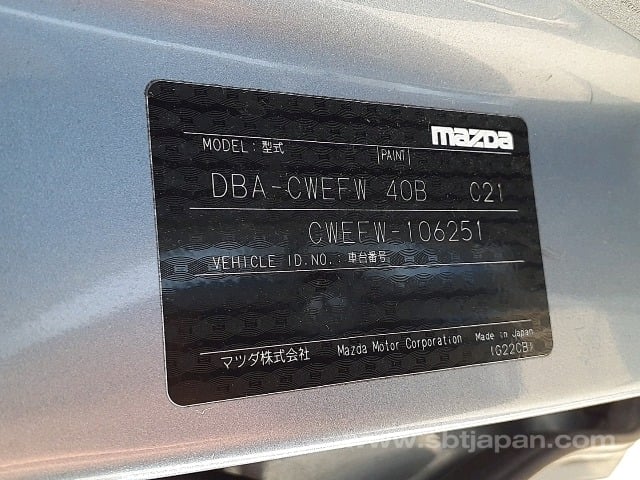 mazda
MODEL: 型式 |PAINT|
DBA-CWEFW 40B C21
CWEFW-106251
VEHICLE ID.NO.: 車台番号
マツダ株式会社 Mazda Motor Corporation Made in Japan
(G22CB)
www.sbtjapan.com